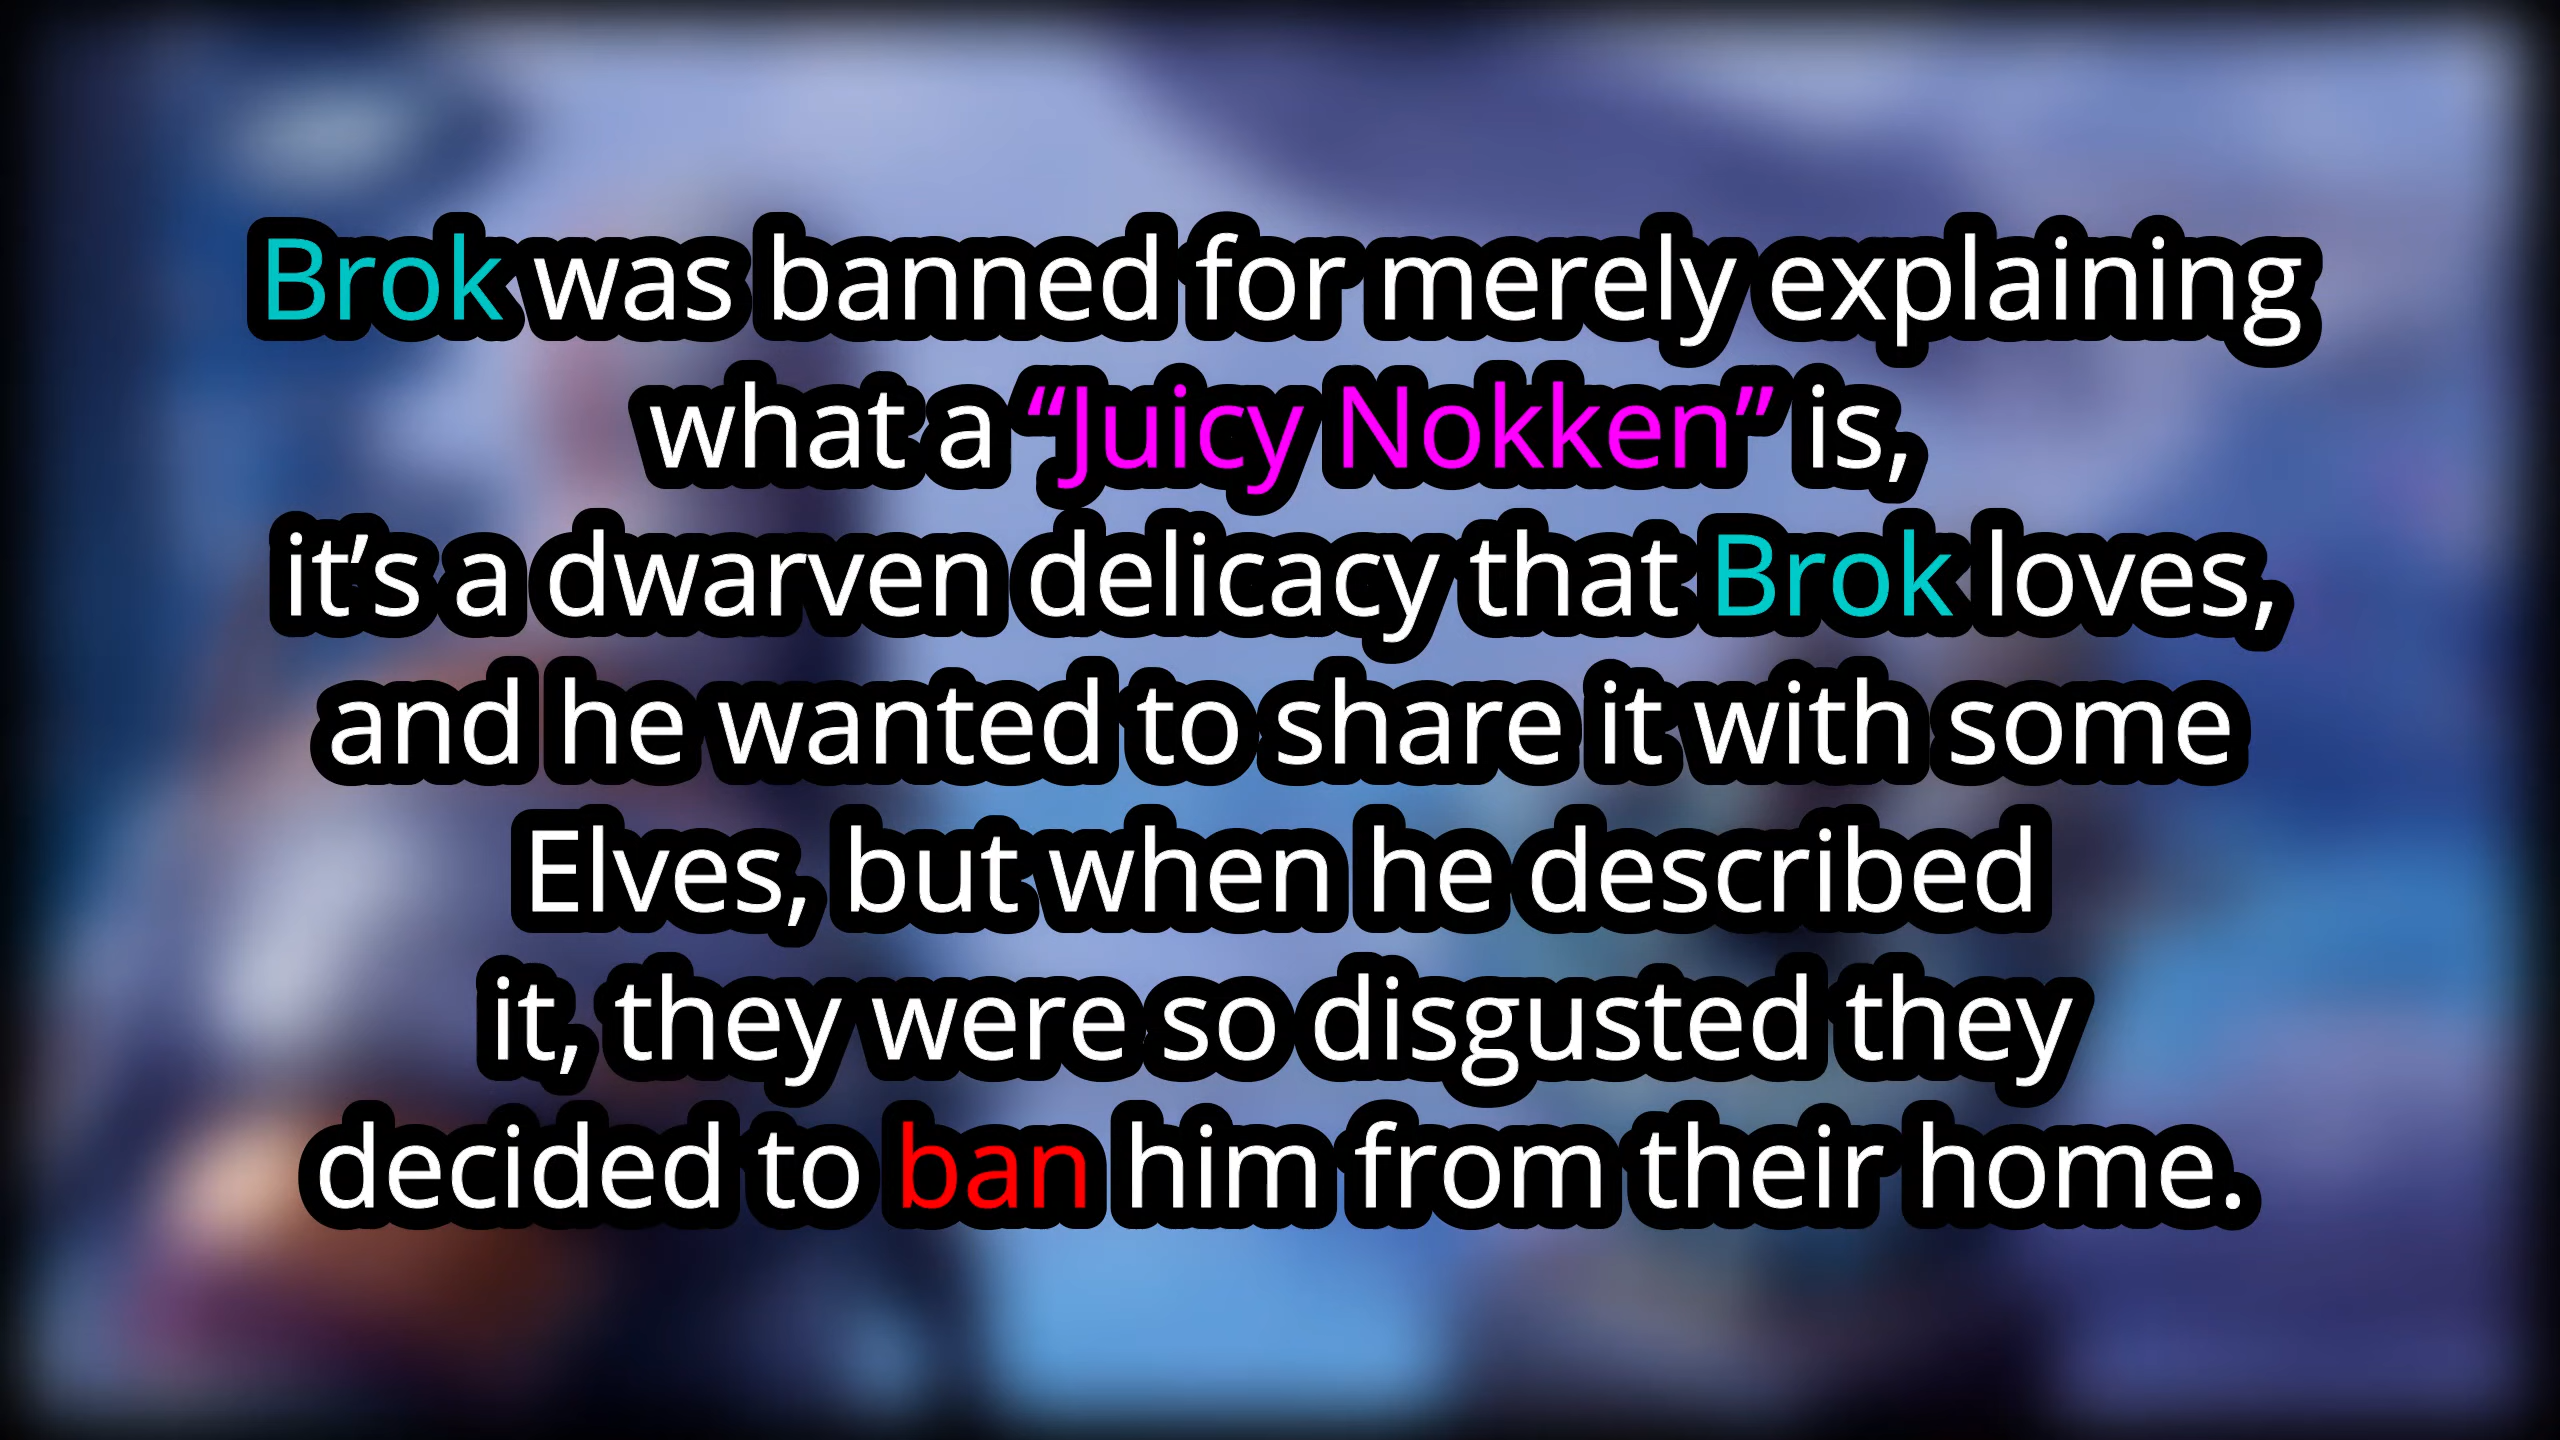 Brok was banned for merely explaining
what a “Juicy Nokken” is,
it’s a dwarven delicacy that Brok loves,
and he wanted to share it with some
Elves, but when he described
it, they were so disgusted they
decided to ban him from their home.